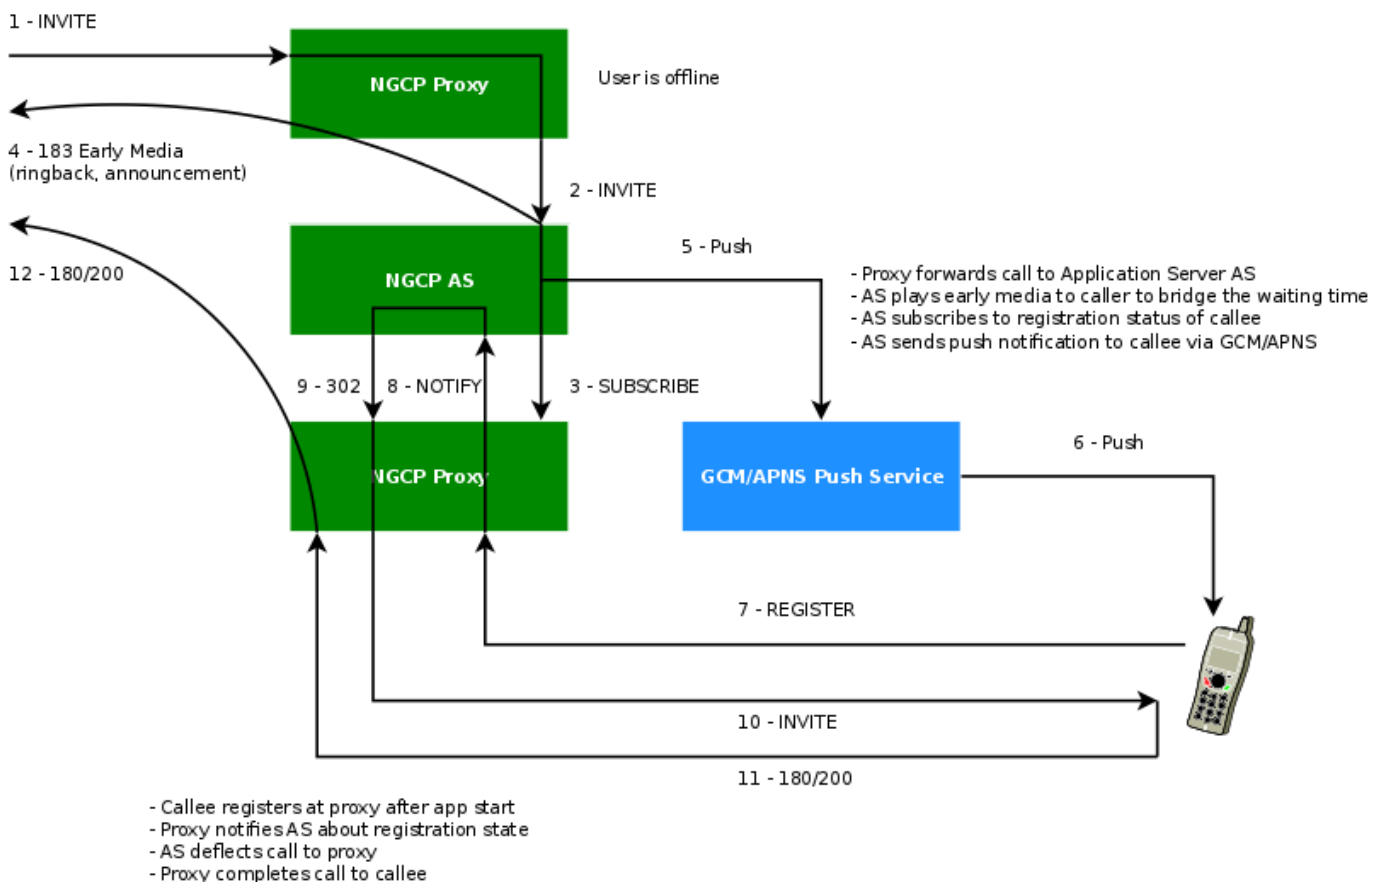 1 - INVITE
NGCP Proxy
User is offline
4 - 183 Early Media
(ringback, announcement)
2 - INVITE
12 - 180/200
NGCP AS
5 - Push
- Proxy forwards call to Application Server AS
- AS plays early media to caller to bridge the waiting time
- AS subscribes to registration status of callee
- AS sends push notification to callee via GCM/APNS
9 - 302
8 - NOTIFY
3 - SUBSCRIBE
NGCP Proxy
GCM/APNS Push Service
6 - Push
7 - REGISTER
10 - INVITE
11 - 180/200
- Callee registers at proxy after app start
- Proxy notifies AS about registration state
- AS deflects call to proxy
- Proxy completes call to callee